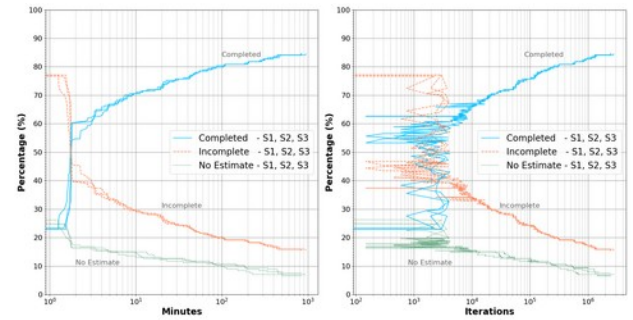 100
90
80
70
60
50
40
30
20
10
0
Percentage (%)
Completed
Completed - S1, S2, S3
Incomplete - S1, S2, S3
No Estimate - S1, S2, S3
Incomplete
No Estimate
10⁰ 10¹ 10² 10³
Minutes
100
90
80
70
60
50
40
30
20
10
0
Percentage (%)
Completed
Completed - S1, S2, S3
Incomplete - S1, S2, S3
No Estimate - S1, S2, S3
Incomplete
No Estimate
10² 10³ 10⁴ 10⁵ 10⁶
Iterations